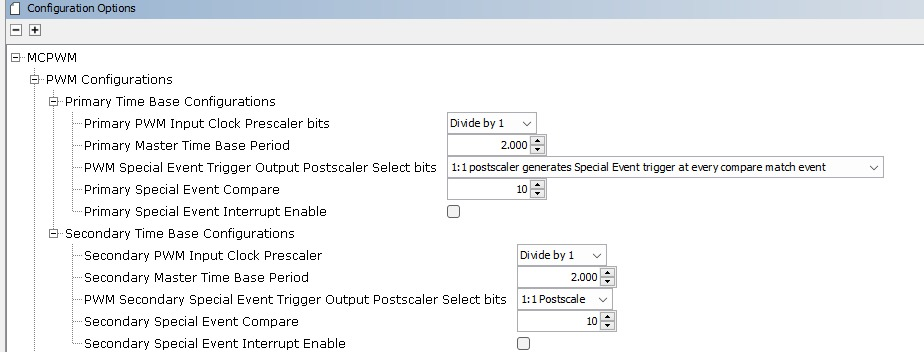 Configuration Options
MCPWM
PWM Configurations
Primary Time Base Configurations
Primary PWM Input Clock Prescaler bits Divide by 1
Primary Master Time Base Period 2.000
PWM Special Event Trigger Output Postscaler Select bits 1:1 postscaler generates Special Event trigger at every compare match event
Primary Special Event Compare 10
Primary Special Event Interrupt Enable
Secondary Time Base Configurations
Secondary PWM Input Clock Prescaler Divide by 1
Secondary Master Time Base Period 2.000
PWM Secondary Special Event Trigger Output Postscaler Select bits 1:1 Postscale
Secondary Special Event Compare 10
Secondary Special Event Interrupt Enable